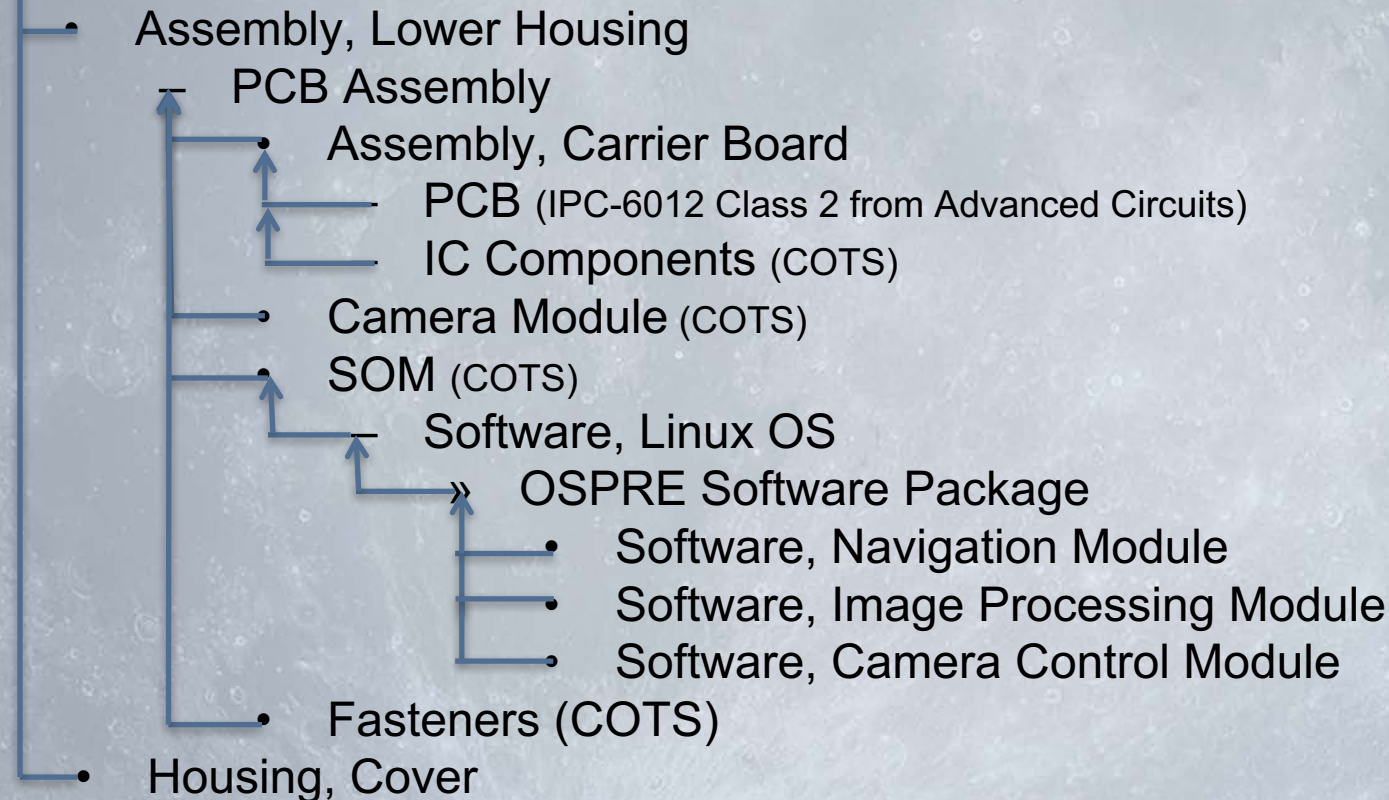 • Assembly, Lower Housing
– PCB Assembly
• Assembly, Carrier Board
- PCB (IPC-6012 Class 2 from Advanced Circuits)
- IC Components (COTS)
• Camera Module (COTS)
• SOM (COTS)
– Software, Linux OS
» OSPRE Software Package
• Software, Navigation Module
• Software, Image Processing Module
• Software, Camera Control Module
• Fasteners (COTS)
• Housing, Cover